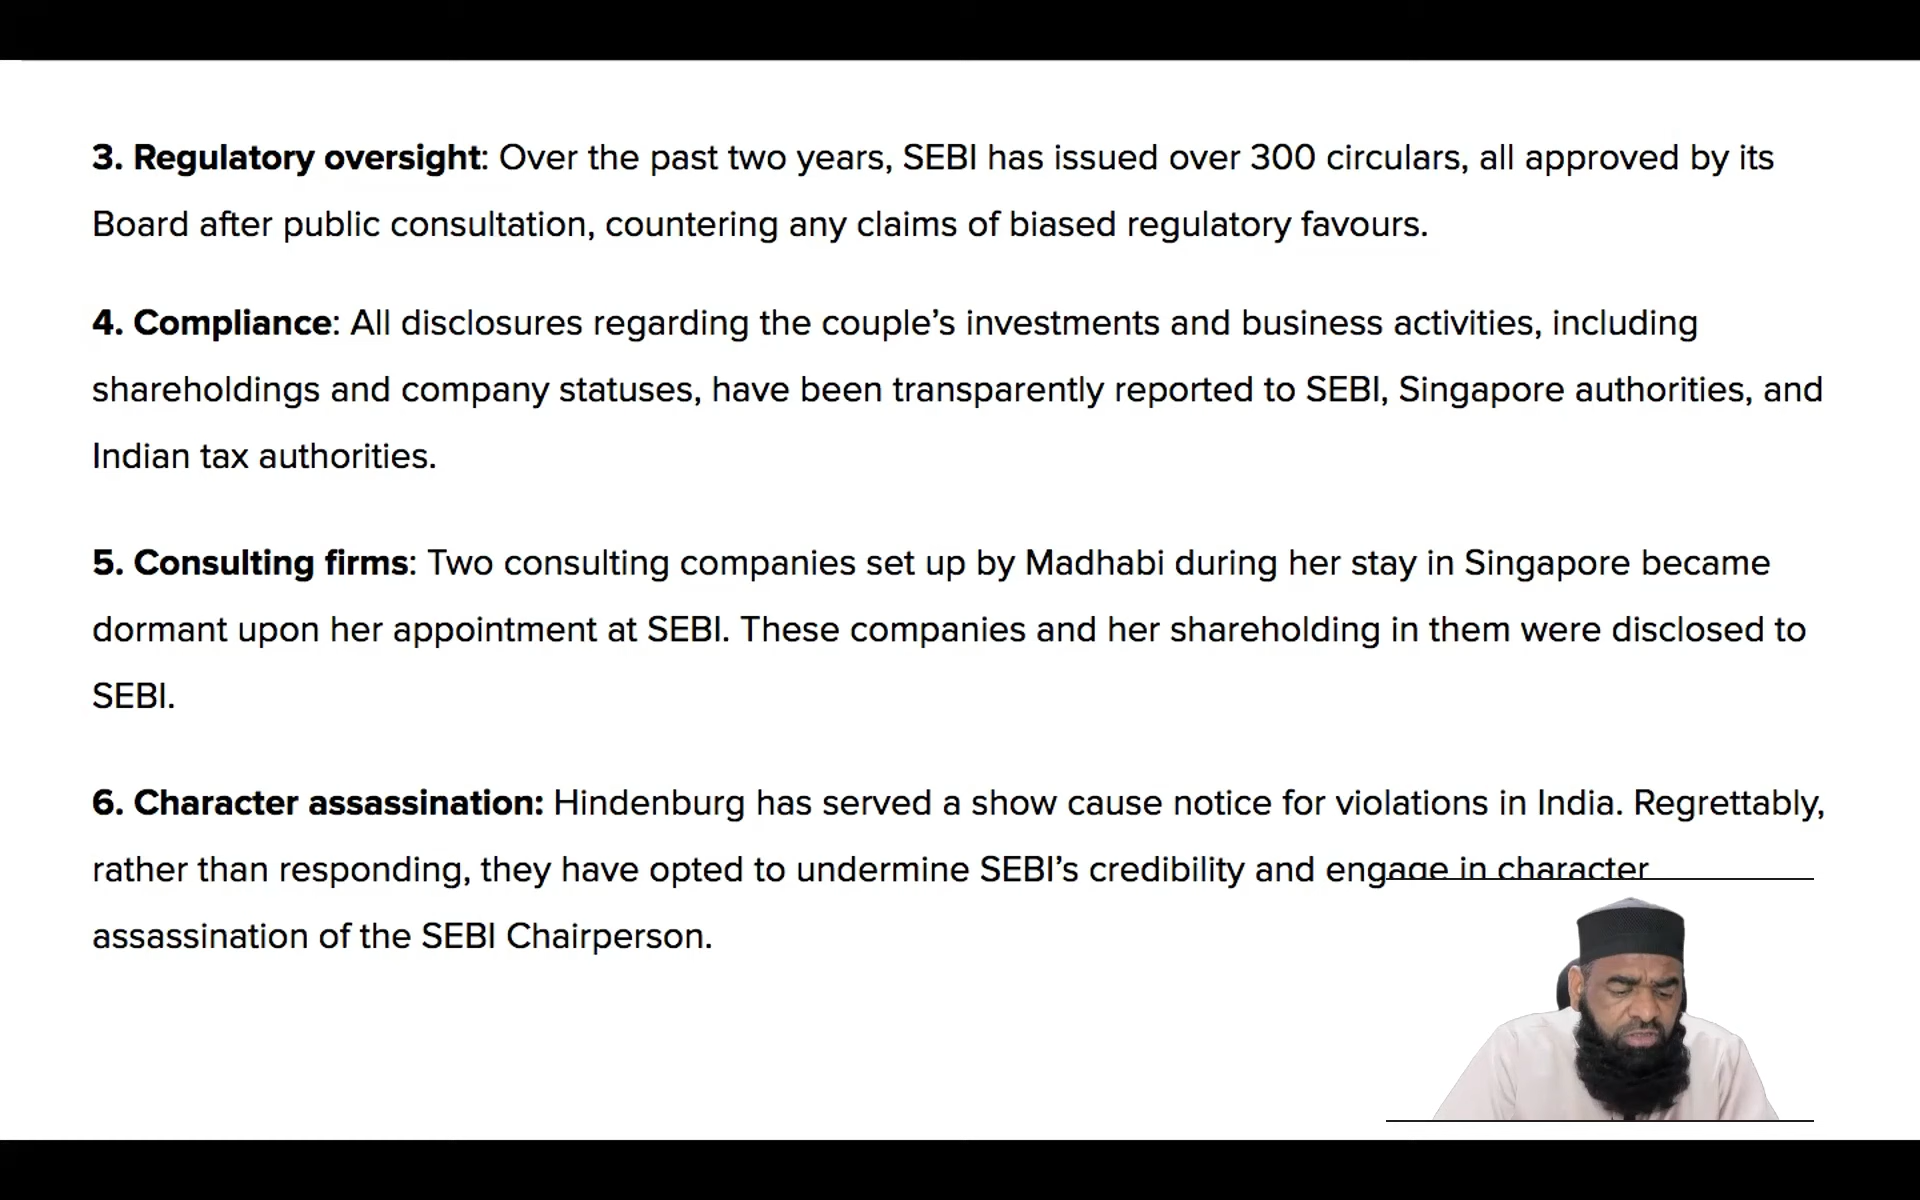 3. Regulatory oversight: Over the past two years, SEBI has issued over 300 circulars, all approved by its
Board after public consultation, countering any claims of biased regulatory favours.
4. Compliance: All disclosures regarding the couple’s investments and business activities, including
shareholdings and company statuses, have been transparently reported to SEBI, Singapore authorities, and
Indian tax authorities.
5. Consulting firms: Two consulting companies set up by Madhabi during her stay in Singapore became
dormant upon her appointment at SEBI. These companies and her shareholding in them were disclosed to
SEBI.
6. Character assassination: Hindenburg has served a show cause notice for violations in India. Regrettably,
rather than responding, they have opted to undermine SEBI’s credibility and engage in character
assassination of the SEBI Chairperson.